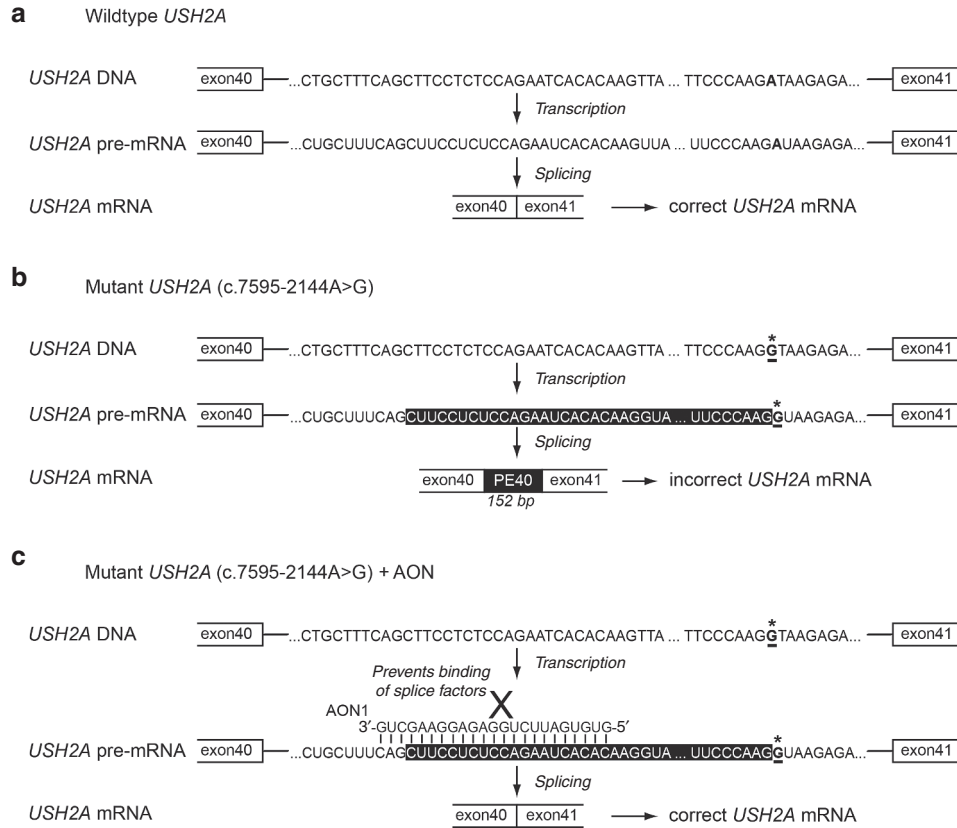 a Wildtype USH2A
USH2A DNA exon40 ...CTGCTTTCAGCTTCCTCTCCAGAATCACACAAGTTA ... TTCCCAAGATAAGAGA... exon41
Transcription
USH2A pre-mRNA exon40 ...CUGCUUUCAGCUUCCUCUCCAGAAUCACACAAGUUA ... UUCCCAAGAUAAGAGA... exon41
Splicing
USH2A mRNA exon40 exon41 correct USH2A mRNA
b Mutant USH2A (c.7595-2144A>G)
*
USH2A DNA exon40 ...CTGCTTTCAGCTTCCTCTCCAGAATCACACAAGTTA ... TTCCCAAGGTAAGAGA... exon41
Transcription
*
USH2A pre-mRNA exon40 ...CUGCUUUCAGCUUCCUCUCCAGAAUCACACAAGGUA ... UUCCCAAGGUAAGAGA... exon41
Splicing
USH2A mRNA exon40 PE40 exon41 incorrect USH2A mRNA
152 bp
c Mutant USH2A (c.7595-2144A>G) + AON
*
USH2A DNA exon40 ...CTGCTTTCAGCTTCCTCTCCAGAATCACACAAGTTA ... TTCCCAAGGTAAGAGA... exon41
Transcription
Prevents binding
of splice factors X
AON1
3′-GUCGAAGGAGAGGUCUUAGUGUG-5′
*
USH2A pre-mRNA exon40 ...CUGCUUUCAGCUUCCUCUCCAGAAUCACACAAGGUA ... UUCCCAAGGUAAGAGA... exon41
Splicing
USH2A mRNA exon40 exon41 correct USH2A mRNA